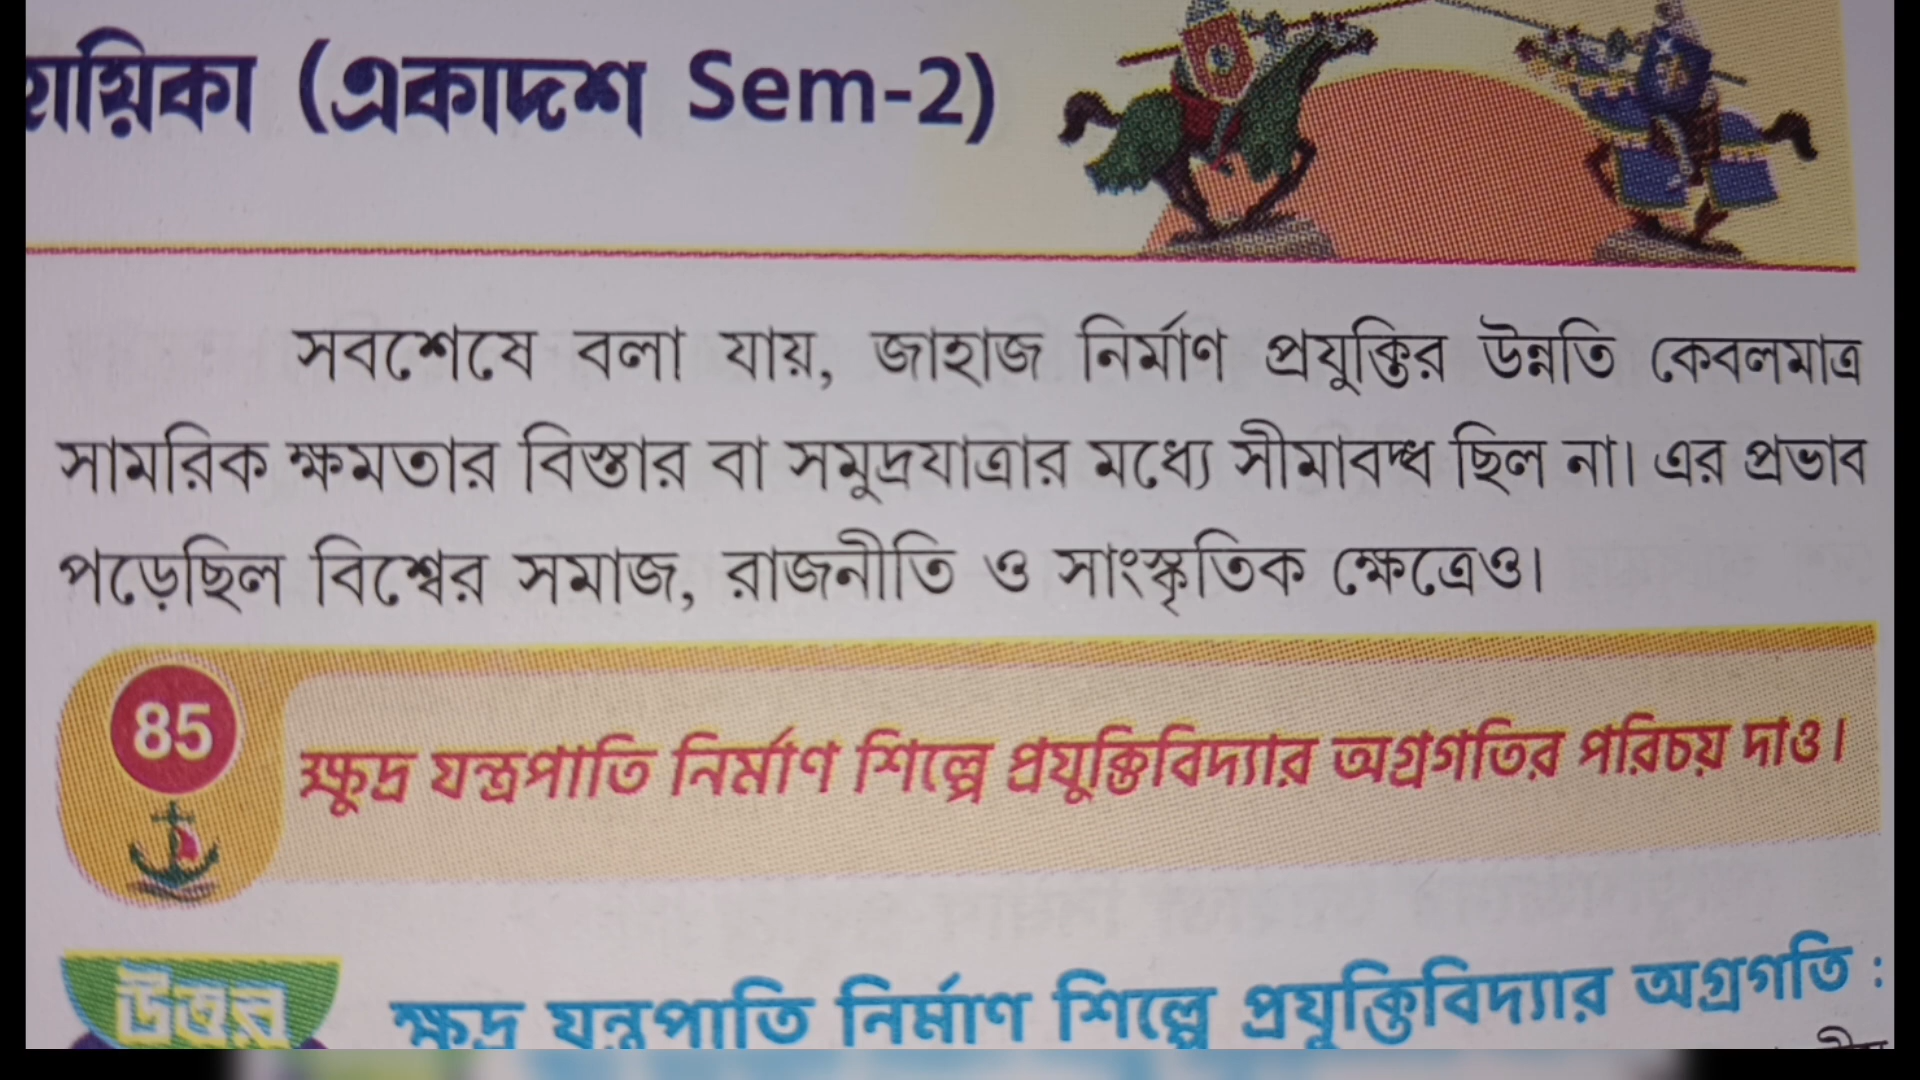 (একাদশ Sem-2)
সবশেষে বলা যায়, জাহাজ নির্মাণ প্রযুক্তির উন্নতি কেবলমাত্র
সামরিক ক্ষমতার বিস্তার বা সমুদ্রযাত্রার মধ্যে সীমাবদ্ধ ছিল না। এর প্রভাব
পড়েছিল বিশ্বের সমাজ, রাজনীতি ও সাংস্কৃতিক ক্ষেত্রেও।
85
ক্ষুদ্র যন্ত্রপাতি নির্মাণ শিল্পে প্রযুক্তিবিদ্যার অগ্রগতির পরিচয় দাও।
উত্তর
ক্ষুদ্র যন্ত্রপাতি নির্মাণ শিল্পে প্রযুক্তিবিদ্যার অগ্রগতি :